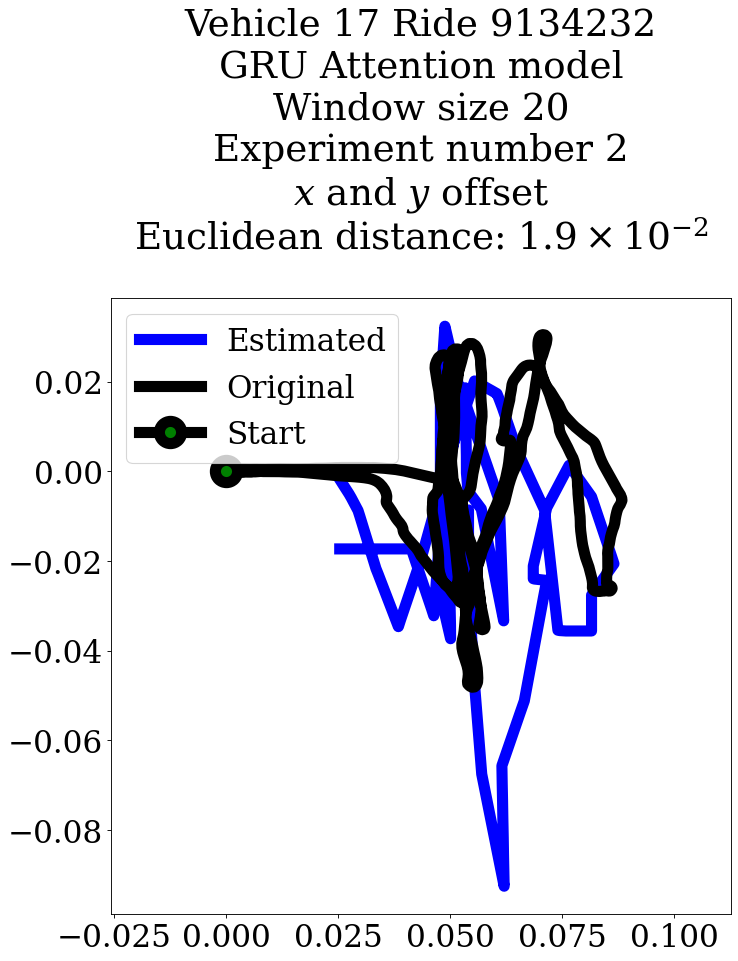 Vehicle 17 Ride 9134232
GRU Attention model
Window size 20
Experiment number 2
x and y offset
Euclidean distance: 1.9 × 10⁻²
Estimated
Original
Start
0.02
0.00
−0.02
−0.04
−0.06
−0.08
−0.025 0.000 0.025 0.050 0.075 0.100